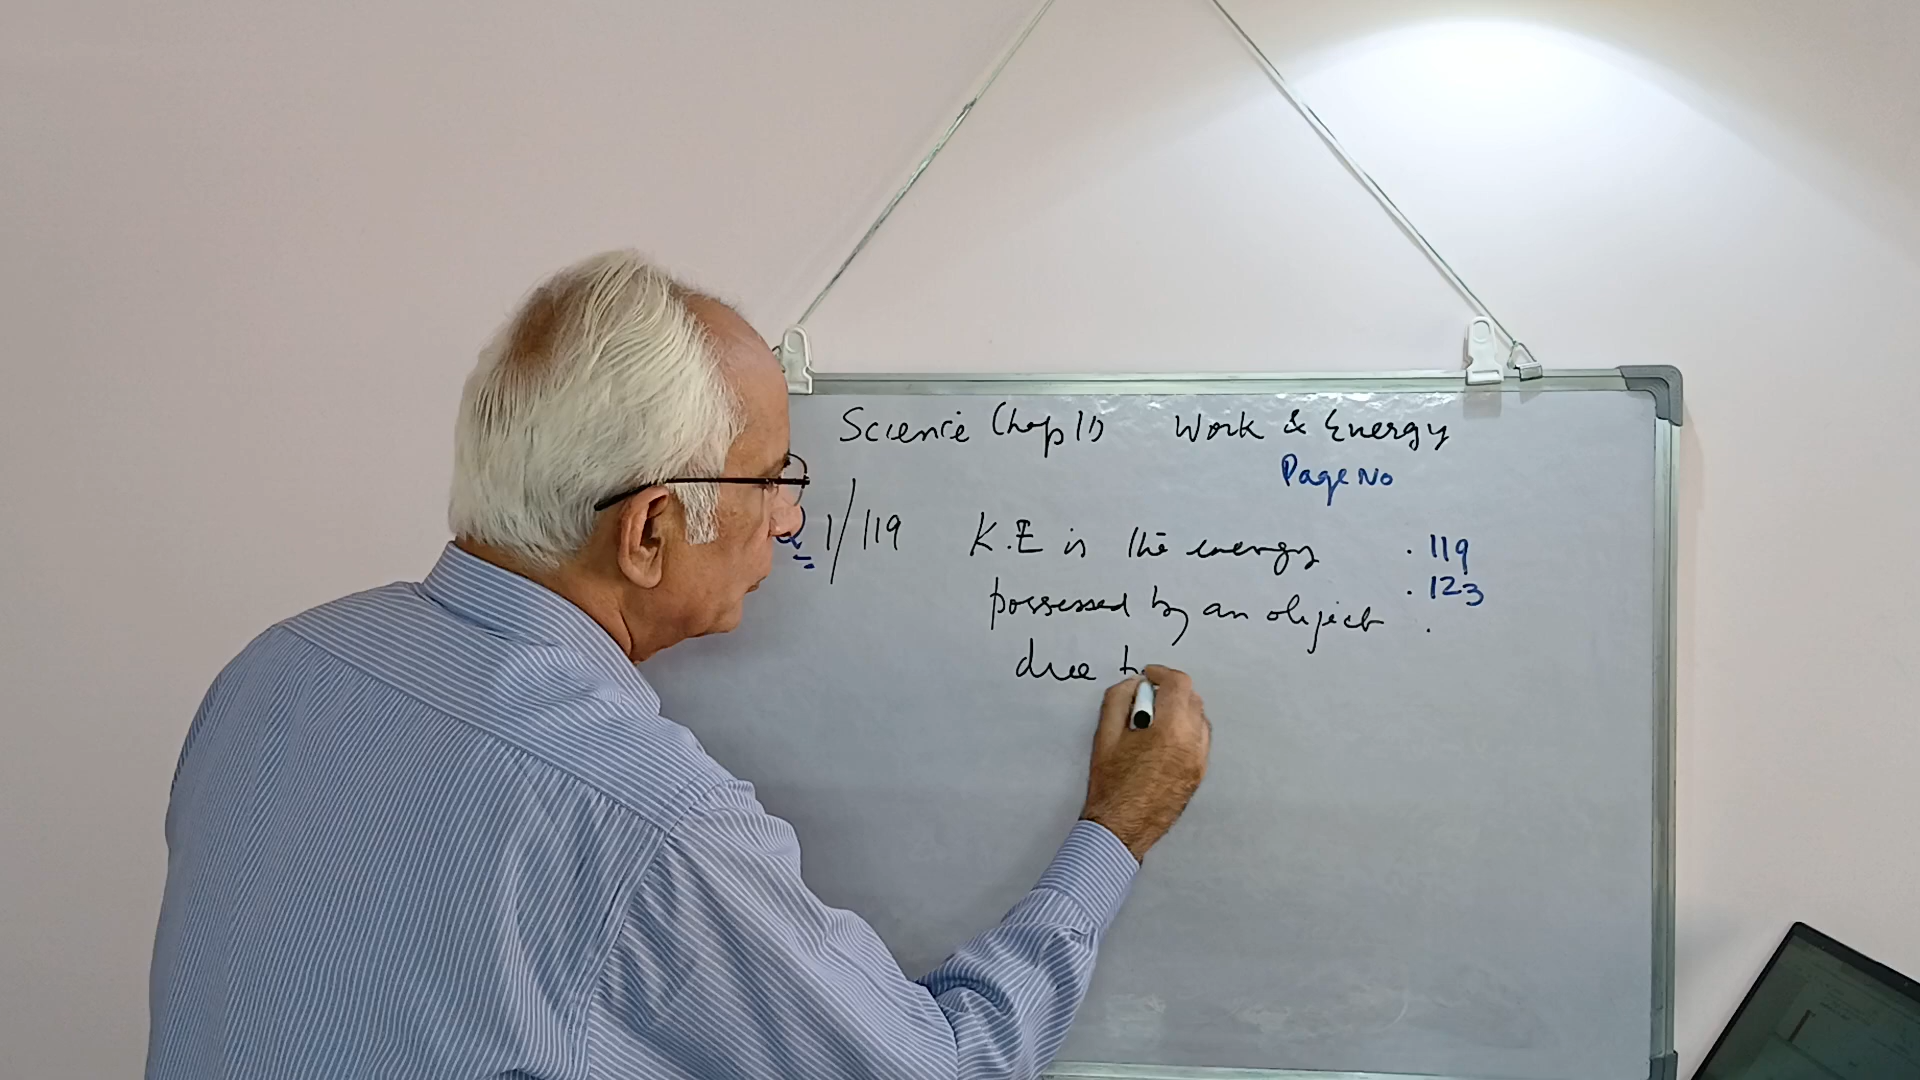 Science Chap 11 Work & Energy
Page No
Q 1/119 K.E is the energy . 119
possessed by an object . 123
due to .